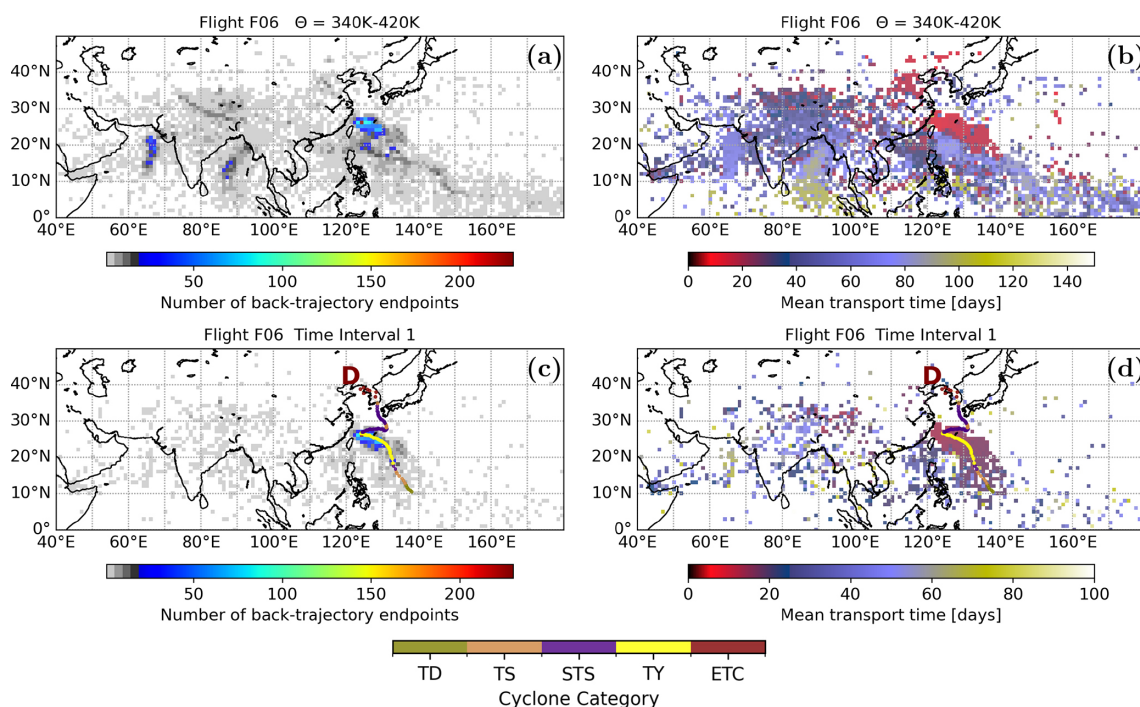 Flight F06   Θ = 340K-420K
Flight F06   Θ = 340K-420K
(a)
(b)
40°N
30°N
20°N
10°N
0°
40°E 60°E 80°E 100°E 120°E 140°E 160°E
40°N
30°N
20°N
10°N
0°
40°E 60°E 80°E 100°E 120°E 140°E 160°E
50 100 150 200
Number of back-trajectory endpoints
0 20 40 60 80 100 120 140
Mean transport time [days]
Flight F06  Time Interval 1
Flight F06  Time Interval 1
(c)
(d)
D
D
40°N
30°N
20°N
10°N
0°
40°E 60°E 80°E 100°E 120°E 140°E 160°E
40°N
30°N
20°N
10°N
0°
40°E 60°E 80°E 100°E 120°E 140°E 160°E
50 100 150 200
Number of back-trajectory endpoints
0 20 40 60 80 100
Mean transport time [days]
TD TS STS TY ETC
Cyclone Category